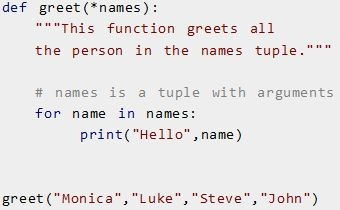 def greet(*names):
    """This function greets all
    the person in the names tuple."""
    # names is a tuple with arguments
    for name in names:
        print("Hello",name)
greet("Monica","Luke","Steve","John")